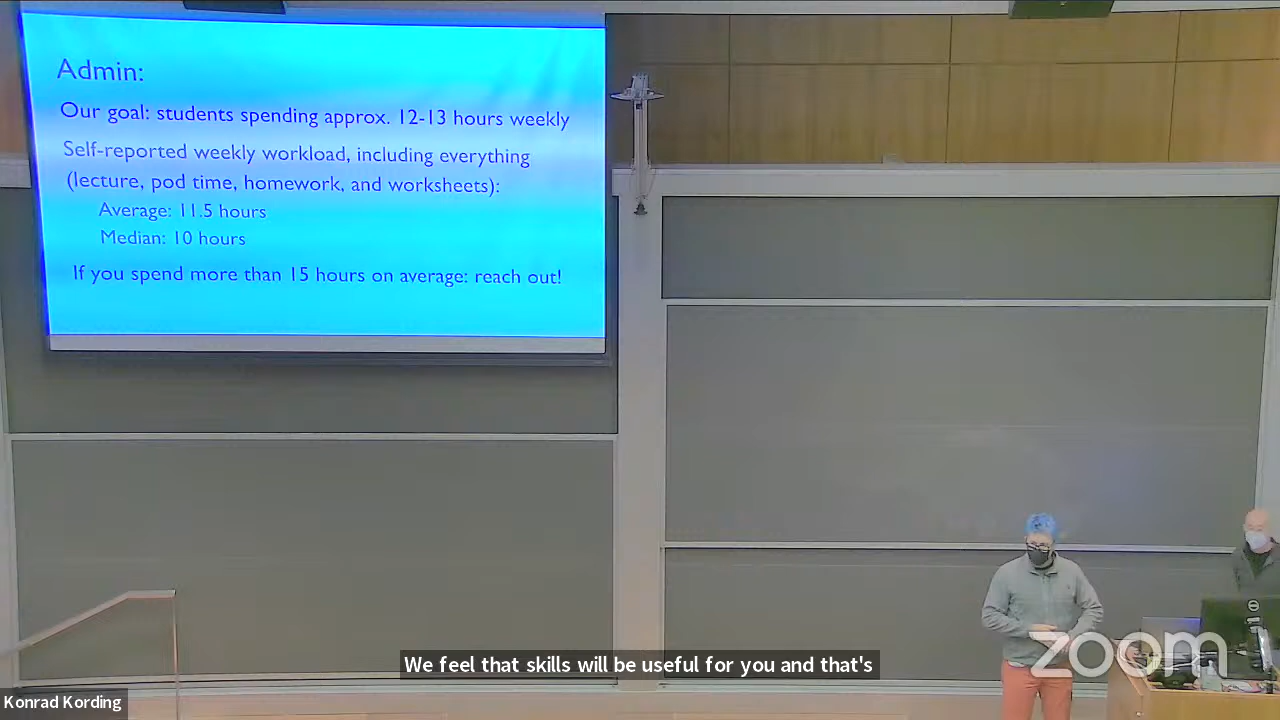 Admin:
Our goal: students spending approx. 12-13 hours weekly
Self-reported weekly workload, including everything
(lecture, pod time, homework, and worksheets):
Average: 11.5 hours
Median: 10 hours
If you spend more than 15 hours on average: reach out!
zoom
We feel that skills will be useful for you and that's
Konrad Kording